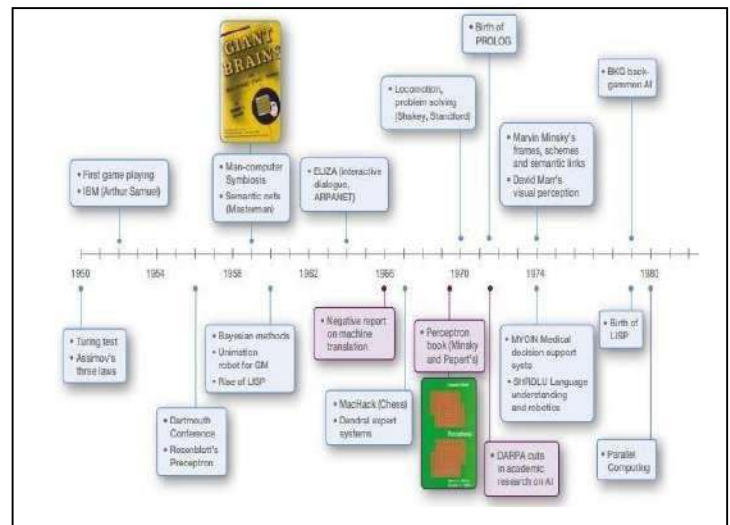 • Birth of
PROLOG
GIANT
BRAINS
• BKG back-
gammon AI
• Locomotion,
problem solving
(Shakey, Standford)
• Marvin Minsky's
frames, schemes
and semantic links
• David Marr's
visual perception
• First game playing
• IBM (Arthur Samuel)
• Man-computer
Symbiosis
• Semantic nets
(Masterman)
• ELIZA (interactive
dialogue,
ARPANET)
1950 1954 1958 1962 1966 1970 1974 1980
• Turing test
• Assimov's
three laws
• Bayesian methods
• Unimation
robot for GM
• Rise of LISP
• Negative report
on machine
translation
• Perceptron
book (Minsky
and Papert's)
• MYCIN Medical
decision support
syste
• SHRDLU Language
understanding
and robotics
• Birth of
LISP
• Dartmouth
Conference
• Rosenblatt's
Preceptron
• MacHack (Chess)
• Dendral expert
systems
• DARPA cuts
in academic
research on AI
• Parallel
Computing